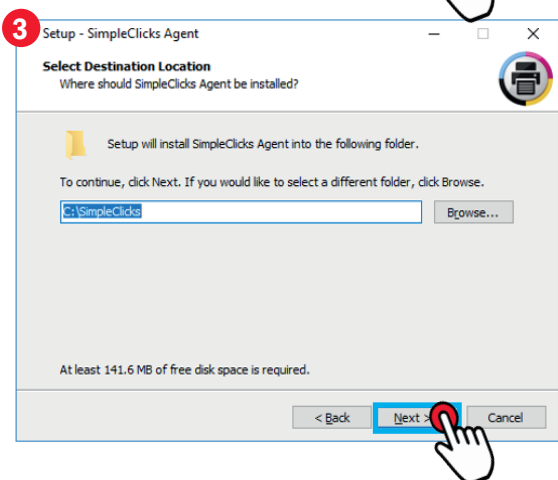 3
Setup - SimpleClicks Agent
Select Destination Location
Where should SimpleClicks Agent be installed?
Setup will install SimpleClicks Agent into the following folder.
To continue, click Next. If you would like to select a different folder, click Browse.
C:\SimpleClicks
Browse...
At least 141.6 MB of free disk space is required.
< Back Next > Cancel